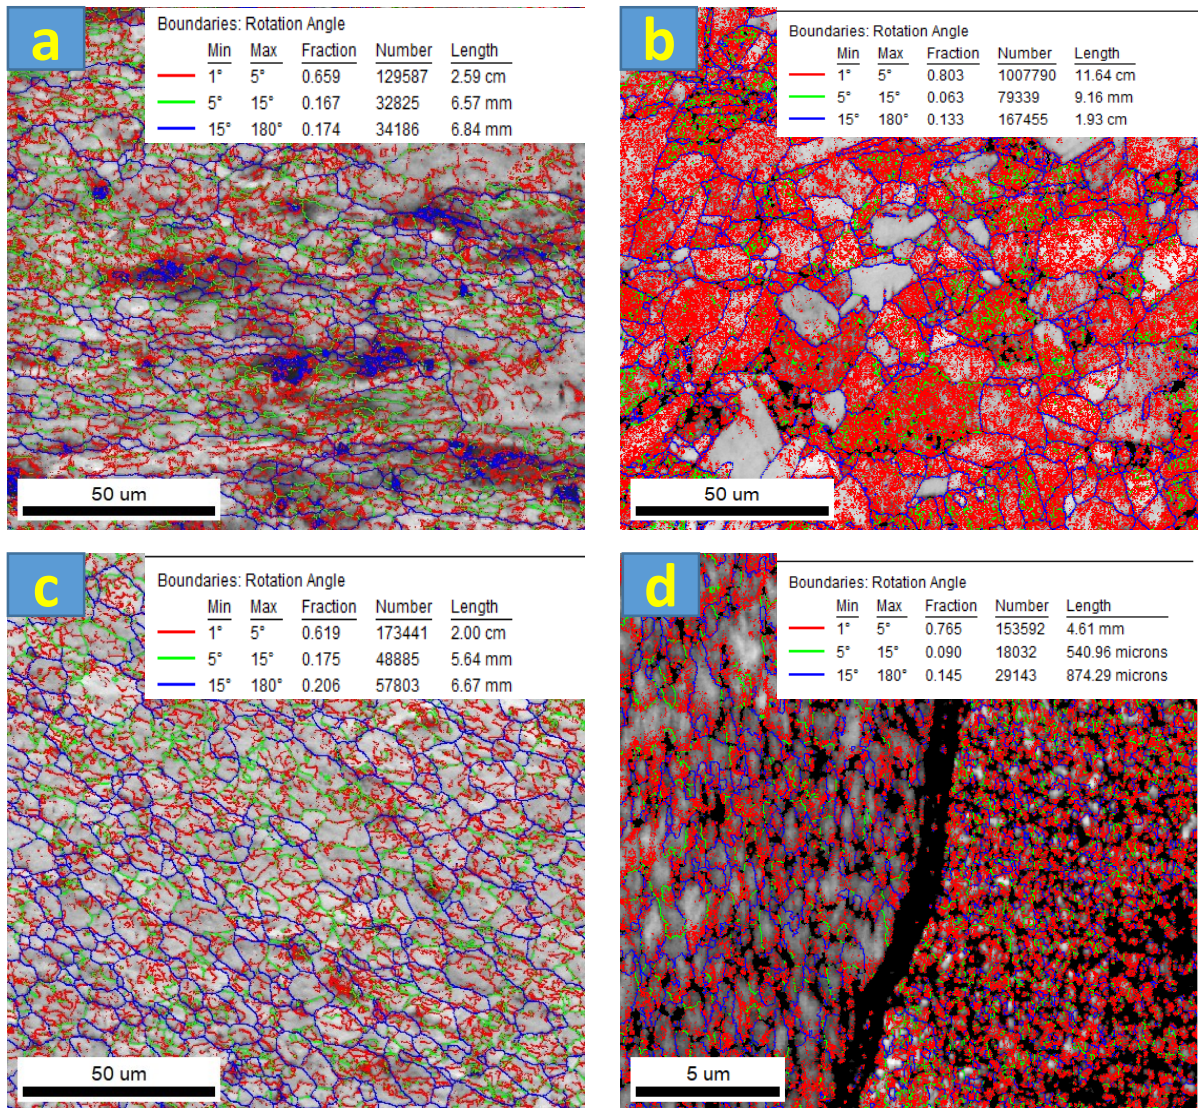 a
Boundaries: Rotation Angle
Min Max Fraction Number Length
1° 5° 0.659 129587 2.59 cm
5° 15° 0.167 32825 6.57 mm
15° 180° 0.174 34186 6.84 mm
50 um
b
Boundaries: Rotation Angle
Min Max Fraction Number Length
1° 5° 0.803 1007790 11.64 cm
5° 15° 0.063 79339 9.16 mm
15° 180° 0.133 167455 1.93 cm
50 um
c
Boundaries: Rotation Angle
Min Max Fraction Number Length
1° 5° 0.619 173441 2.00 cm
5° 15° 0.175 48885 5.64 mm
15° 180° 0.206 57803 6.67 mm
50 um
d
Boundaries: Rotation Angle
Min Max Fraction Number Length
1° 5° 0.765 153592 4.61 mm
5° 15° 0.090 18032 540.96 microns
15° 180° 0.145 29143 874.29 microns
5 um